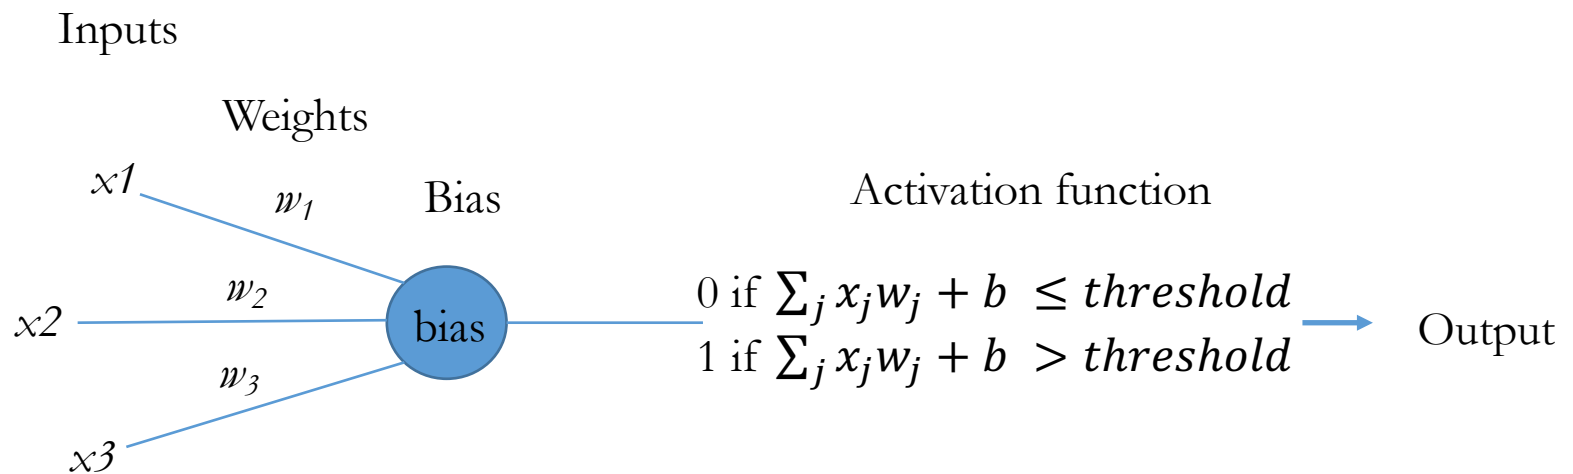 Inputs
Weights
x1
w₁
Bias
Activation function
w₂
x2
bias
0 if ∑ⱼ xⱼwⱼ + b ≤ threshold
1 if ∑ⱼ xⱼwⱼ + b > threshold
Output
w₃
x3